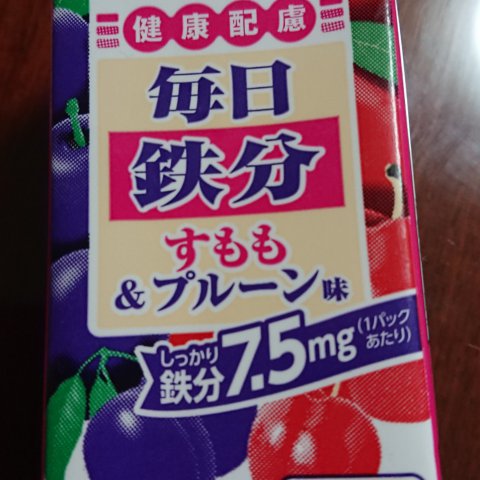 健康配慮
毎日
鉄分
すもも
&プルーン味
しっかり
鉄分7.5mg(1パック
あたり)